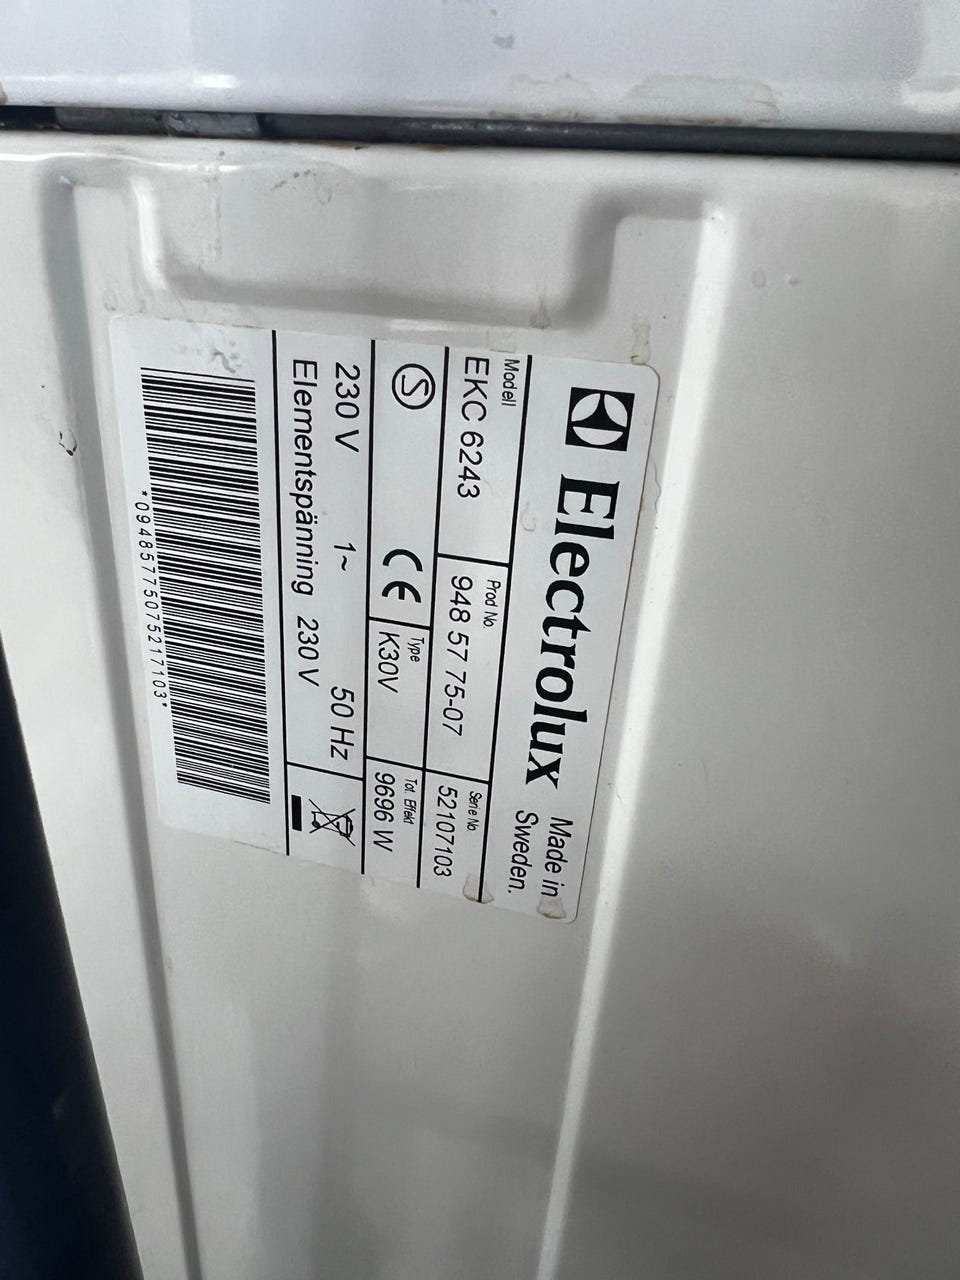 Electrolux Made in Sweden.
Modell Prod No. Serie No.
EKC 6243 948 57 75-07 52107103
S CE Type K30V Tot. Effekt 9696 W
230 V 1~ 50 Hz
Elementspänning 230 V
*09485775075217103*